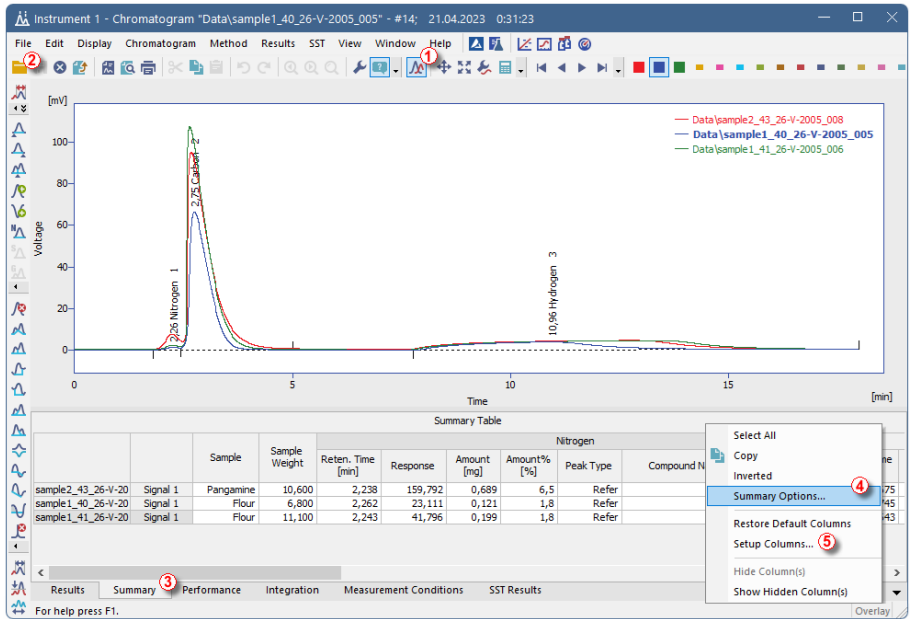 Instrument 1 - Chromatogram "Data\sample1_40_26-V-2005_005" - #14; 21.04.2023 0:31:23
File Edit Display Chromatogram Method Results SST View Window Help
2
1
[mV]
Data\sample2_43_26-V-2005_008
Data\sample1_40_26-V-2005_005
Data\sample1_41_26-V-2005_006
100
80
60
40
20
0
Voltage
2,26 Nitrogen 1
2,75 Carbon 2
10,96 Hydrogen 3
0 5 10 15
Time
[min]
Summary Table
Nitrogen
Sample Sample Weight Reten. Time [min] Response Amount [mg] Amount% [%] Peak Type Compound N me
sample2_43_26-V-20 Signal 1 Pangamine 10,600 2,238 159,792 0,689 6,5 Refer 575
sample1_40_26-V-20 Signal 1 Flour 6,800 2,262 23,111 0,121 1,8 Refer 745
sample1_41_26-V-20 Signal 1 Flour 11,100 2,243 41,796 0,199 1,8 Refer 543
Select All
Copy
Inverted
Summary Options... 4
Restore Default Columns
Setup Columns... 5
Hide Column(s)
Show Hidden Column(s)
Results Summary 3 Performance Integration Measurement Conditions SST Results
For help press F1.
Overlay